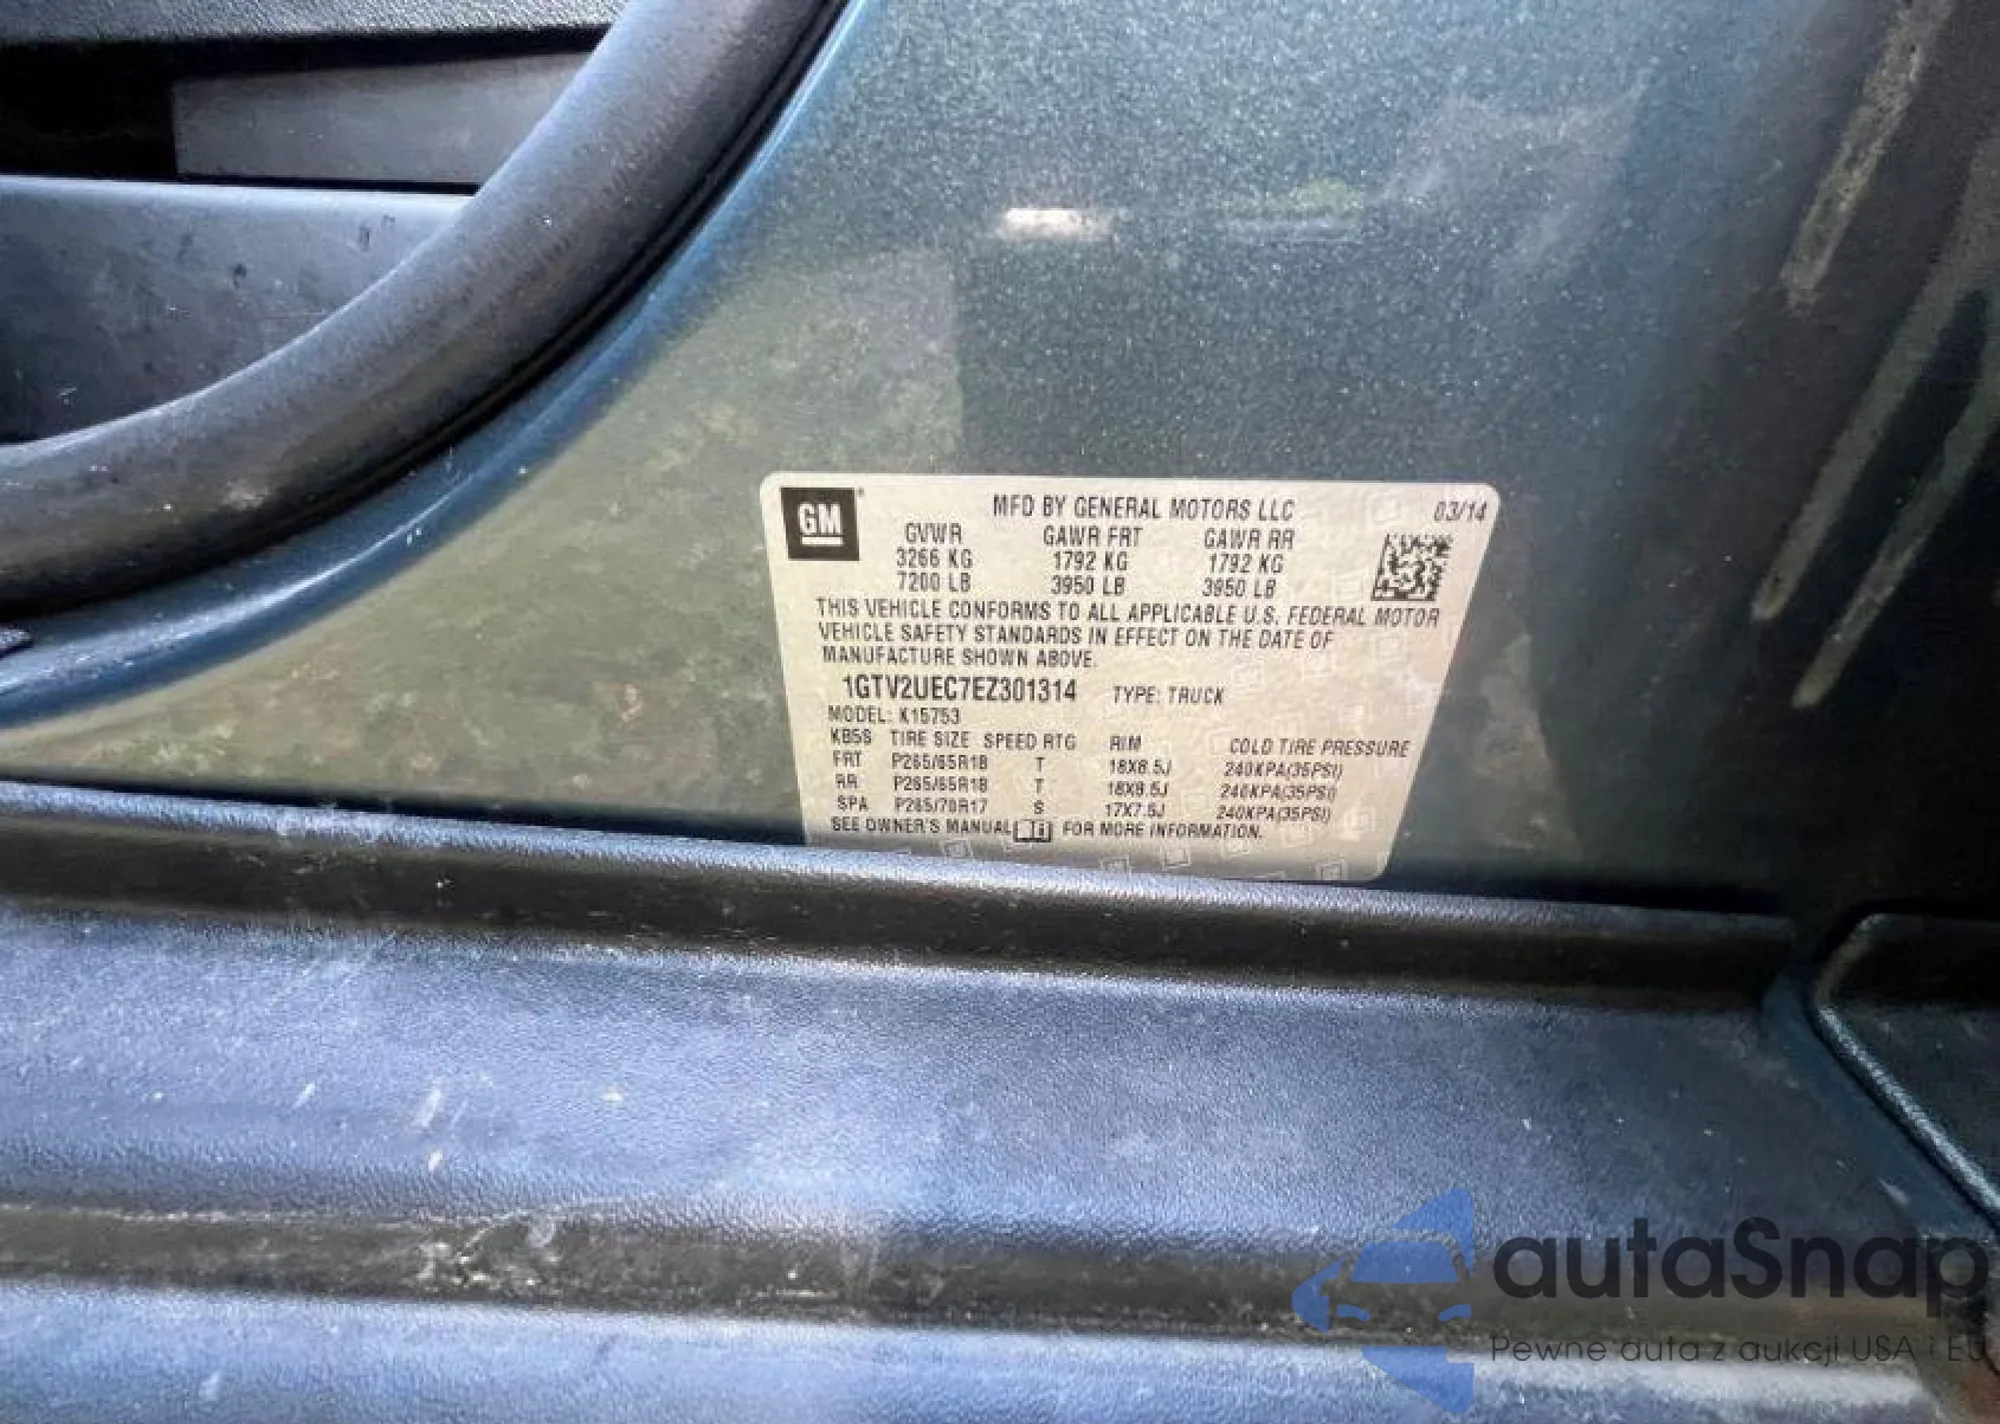 GM
MFD BY GENERAL MOTORS LLC 03/14
GVWR GAWR FRT GAWR RR
3266 KG 1792 KG 1792 KG
7200 LB 3950 LB 3950 LB
THIS VEHICLE CONFORMS TO ALL APPLICABLE U.S. FEDERAL MOTOR
VEHICLE SAFETY STANDARDS IN EFFECT ON THE DATE OF
MANUFACTURE SHOWN ABOVE.
1GTV2UEC7EZ301314 TYPE: TRUCK
MODEL: K15753
KB5S TIRE SIZE SPEED RTG RIM COLD TIRE PRESSURE
FRT P265/65R18 T 18X8.5J 240KPA(35PSI)
RR P265/65R18 T 18X8.5J 240KPA(35PSI)
SPA P265/70R17 S 17X7.5J 240KPA(35PSI)
SEE OWNER'S MANUAL FOR MORE INFORMATION.
autaSnap
Pewne auta z aukcji USA i EU